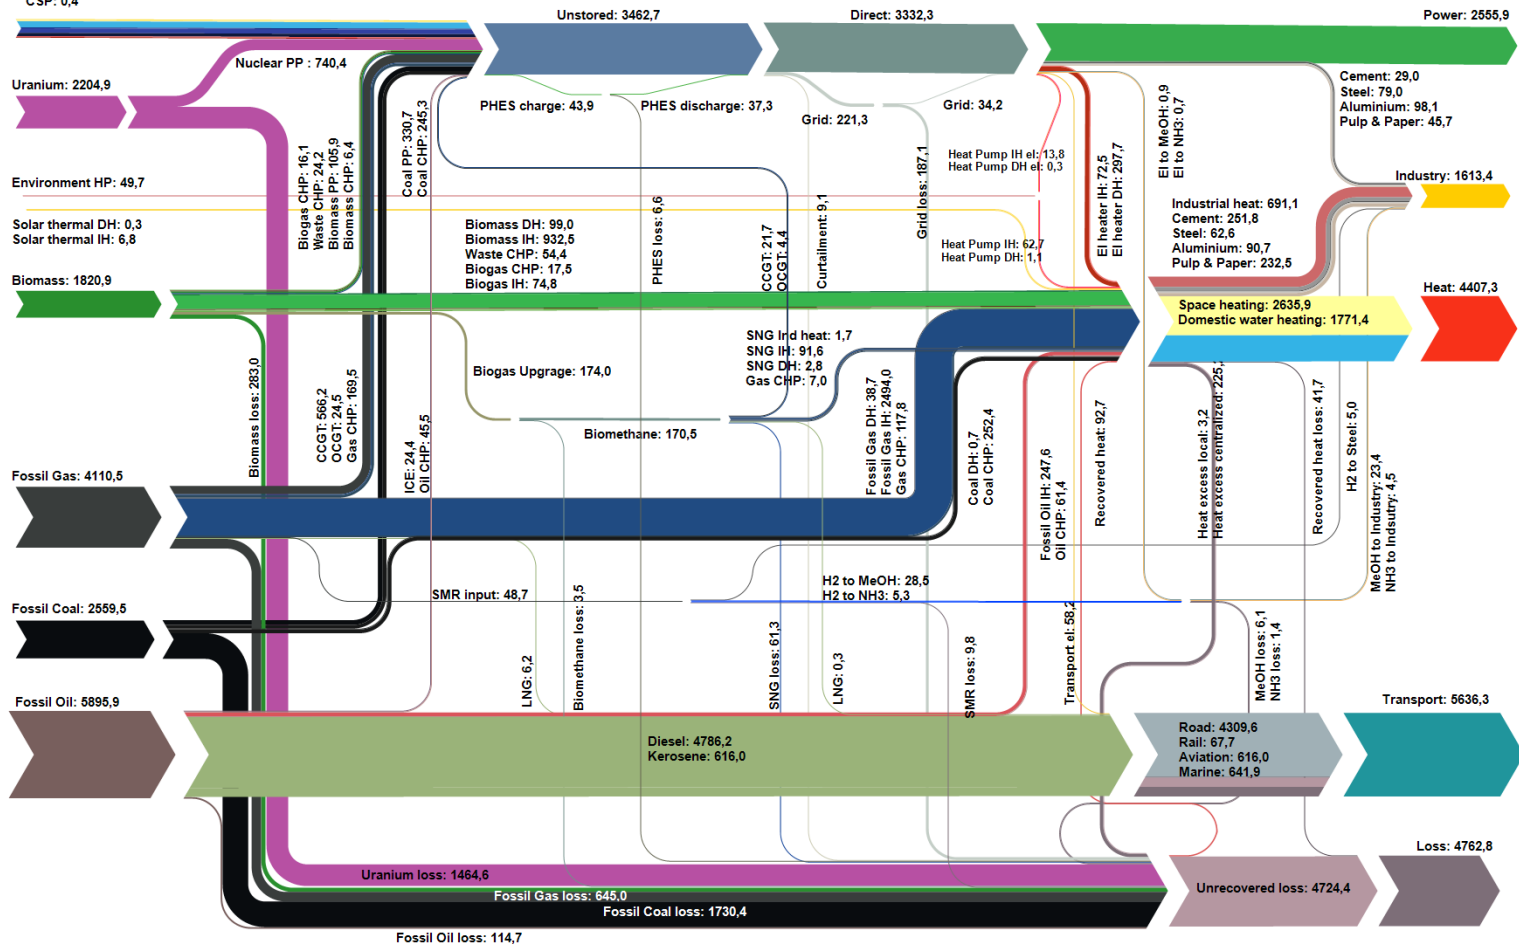 CSP: 0,4
Unstored: 3462,7
Direct: 3332,3
Power: 2555,9
Nuclear PP : 740,4
Uranium: 2204,9
PHES charge: 43,9
PHES discharge: 37,3
Grid: 221,3
Grid: 34,2
Cement: 29,0
Steel: 79,0
Aluminium: 98,1
Pulp & Paper: 45,7
Biogas CHP: 16,1
Waste CHP: 24,2
Biomass PP: 105,9
Biomass CHP: 6,4
Coal PP: 330,7
Coal CHP: 245,3
Heat Pump IH el: 13,8
Heat Pump DH el: 0,3
El heater IH: 72,5
El heater DH: 297,7
El to MeOH: 0,9
El to NH3: 0,7
Environment HP: 49,7
Industry: 1613,4
Solar thermal DH: 0,3
Solar thermal IH: 6,8
Biomass DH: 99,0
Biomass IH: 932,5
Waste CHP: 54,4
Biogas CHP: 17,5
Biogas IH: 74,8
PHES loss: 6,6
CCGT: 21,7
OCGT: 4,4
Curtailment: 9,1
Grid loss: 187,1
Heat Pump IH: 62,7
Heat Pump DH: 1,1
Industrial heat: 691,1
Cement: 251,8
Steel: 62,6
Aluminium: 90,7
Pulp & Paper: 232,5
Biomass: 1820,9
Space heating: 2635,9
Domestic water heating: 1771,4
Heat: 4407,3
SNG Ind heat: 1,7
SNG IH: 91,6
SNG DH: 2,8
Gas CHP: 7,0
Biogas Upgrage: 174,0
Biomethane: 170,5
Biomass loss: 283,0
CCGT: 566,2
OCGT: 24,5
Gas CHP: 169,5
ICE: 24,4
Oil CHP: 45,5
Fossil Gas DH: 38,7
Fossil Gas IH: 2494,0
Gas CHP: 117,8
Coal DH: 0,7
Coal CHP: 252,4
Fossil Oil IH: 247,6
Oil CHP: 61,4
Recovered heat: 92,7
Heat excess local: 3,2
Heat excess centralized: 225,
Recovered heat loss: 41,7
H2 to Steel: 5,0
MeOH to Industry: 23,4
NH3 to Indsutry: 4,5
Fossil Gas: 4110,5
SMR input: 48,7
H2 to MeOH: 28,5
H2 to NH3: 5,3
Fossil Coal: 2559,5
LNG: 6,2
Biomethane loss: 3,5
SNG loss: 61,3
LNG: 0,3
SMR loss: 9,8
Transport el: 58,2
MeOH loss: 6,1
NH3 loss: 1,4
Fossil Oil: 5895,9
Diesel: 4786,2
Kerosene: 616,0
Road: 4309,6
Rail: 67,7
Aviation: 616,0
Marine: 641,9
Transport: 5636,3
Loss: 4762,8
Uranium loss: 1464,6
Fossil Gas loss: 645,0
Fossil Coal loss: 1730,4
Fossil Oil loss: 114,7
Unrecovered loss: 4724,4